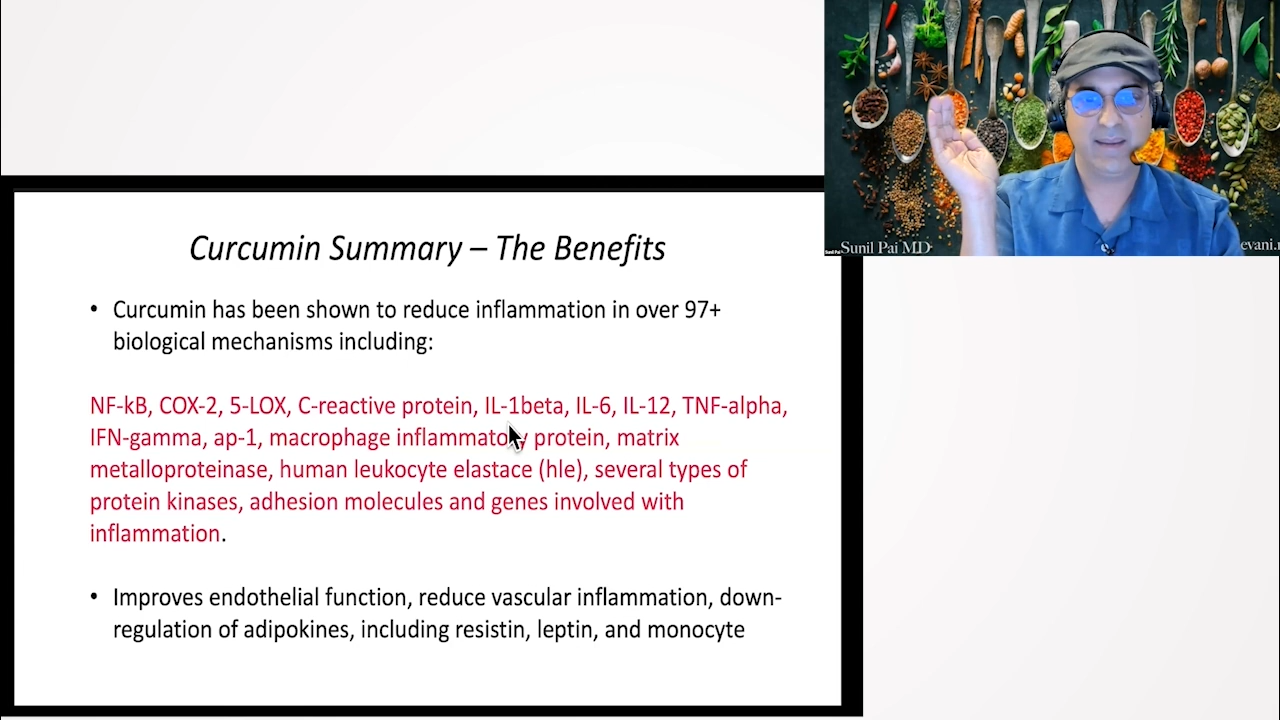 Curcumin Summary – The Benefits
• Curcumin has been shown to reduce inflammation in over 97+
biological mechanisms including:
NF-kB, COX-2, 5-LOX, C-reactive protein, IL-1beta, IL-6, IL-12, TNF-alpha,
IFN-gamma, ap-1, macrophage inflammatory protein, matrix
metalloproteinase, human leukocyte elastace (hle), several types of
protein kinases, adhesion molecules and genes involved with
inflammation.
• Improves endothelial function, reduce vascular inflammation, down-
regulation of adipokines, including resistin, leptin, and monocyte
Sunil Pai MD